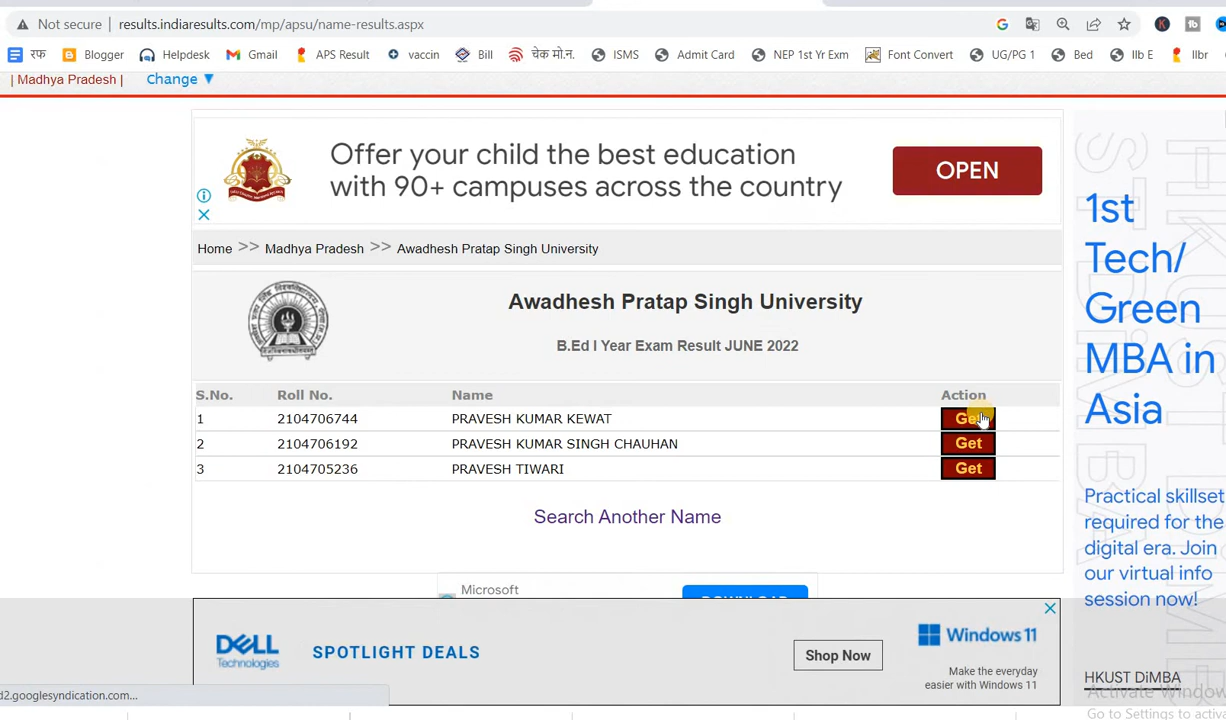 Not secure | results.indiaresults.com/mp/apsu/name-results.aspx
रफ Blogger Helpdesk Gmail APS Result vaccin Bill चेक मो.न. ISMS Admit Card NEP 1st Yr Exm Font Convert UG/PG 1 Bed llb E llbr
| Madhya Pradesh | Change ▼
Offer your child the best education
with 90+ campuses across the country
OPEN
Home >> Madhya Pradesh >> Awadhesh Pratap Singh University
Awadhesh Pratap Singh University
B.Ed I Year Exam Result JUNE 2022
S.No. Roll No. Name Action
1 2104706744 PRAVESH KUMAR KEWAT Get
2 2104706192 PRAVESH KUMAR SINGH CHAUHAN Get
3 2104705236 PRAVESH TIWARI Get
Search Another Name
Microsoft
DOWNLOAD
1st
Tech/
Green
MBA in
Asia
Practical skillset
required for the
digital era. Join
our virtual info
session now!
HKUST DiMBA
DELL
Technologies
SPOTLIGHT DEALS
Shop Now
Windows 11
Make the everyday
easier with Windows 11
d2.googlesyndication.com...
Activate Window
Go to Settings to activa